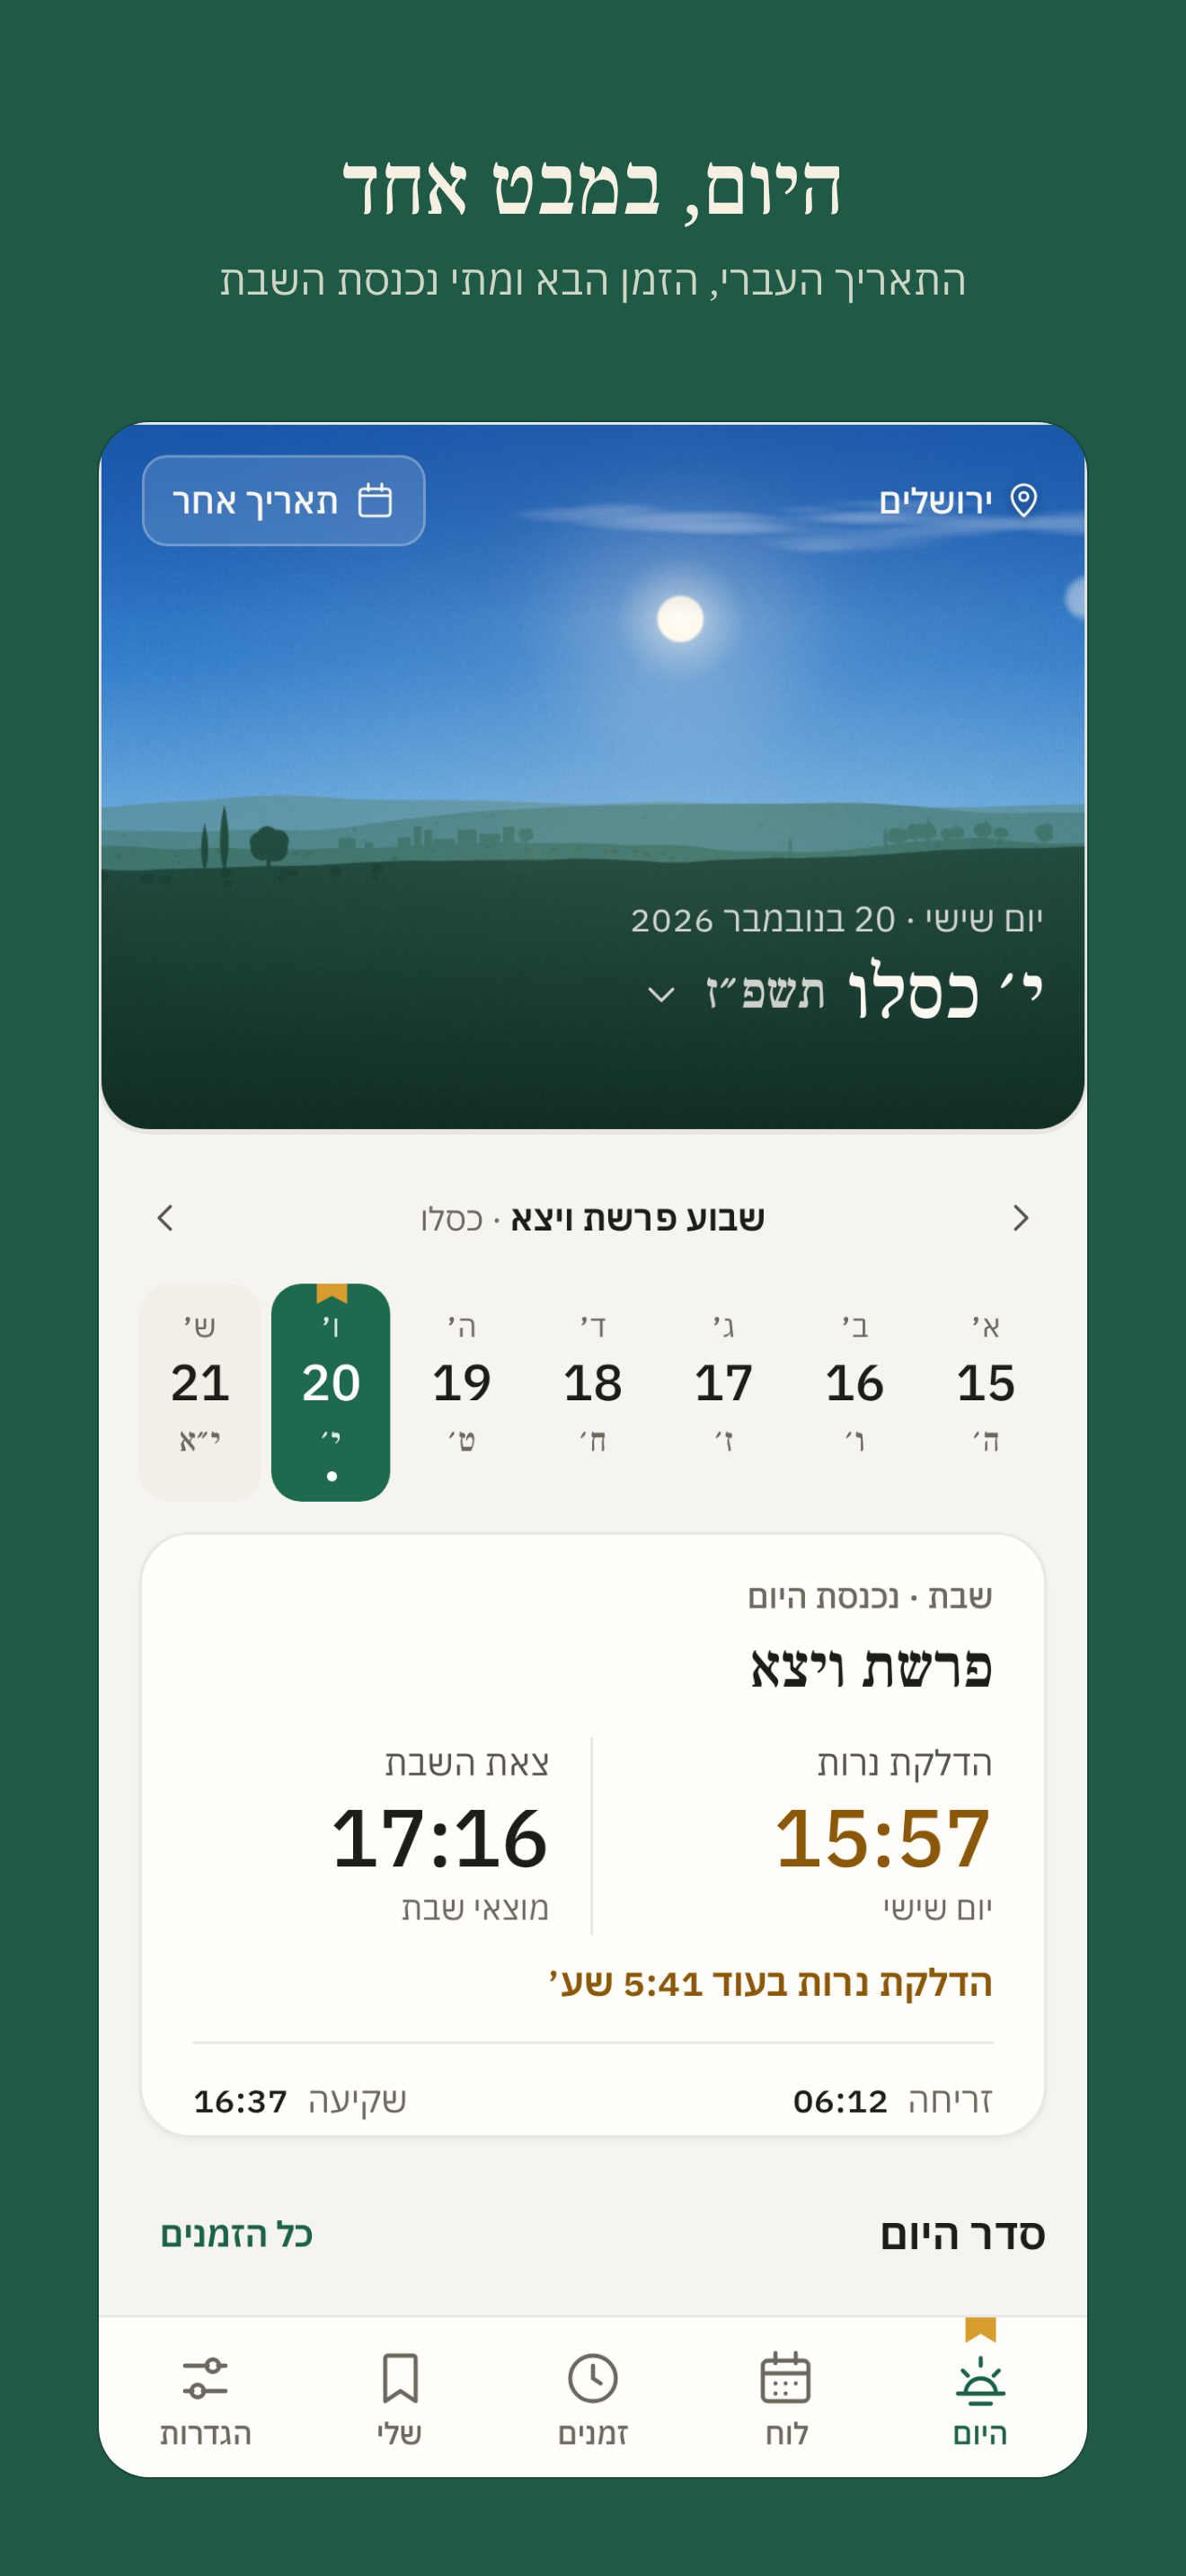 היום, במבט אחד
התאריך העברי, הזמן הבא ומתי נכנסת השבת
ירושלים
תאריך אחר
יום שישי · 20 בנובמבר 2026
י׳ כסלו תשפ״ז
שבוע פרשת ויצא · כסלו
א׳ ב׳ ג׳ ד׳ ה׳ ו׳ ש׳
15 16 17 18 19 20 21
ה׳ ו׳ ז׳ ח׳ ט׳ י׳ י״א
שבת · נכנסת היום
פרשת ויצא
הדלקת נרות צאת השבת
15:57 17:16
יום שישי מוצאי שבת
הדלקת נרות בעוד 5:41 שע׳
זריחה 06:12 שקיעה 16:37
סדר היום כל הזמנים
היום לוח זמנים שלי הגדרות